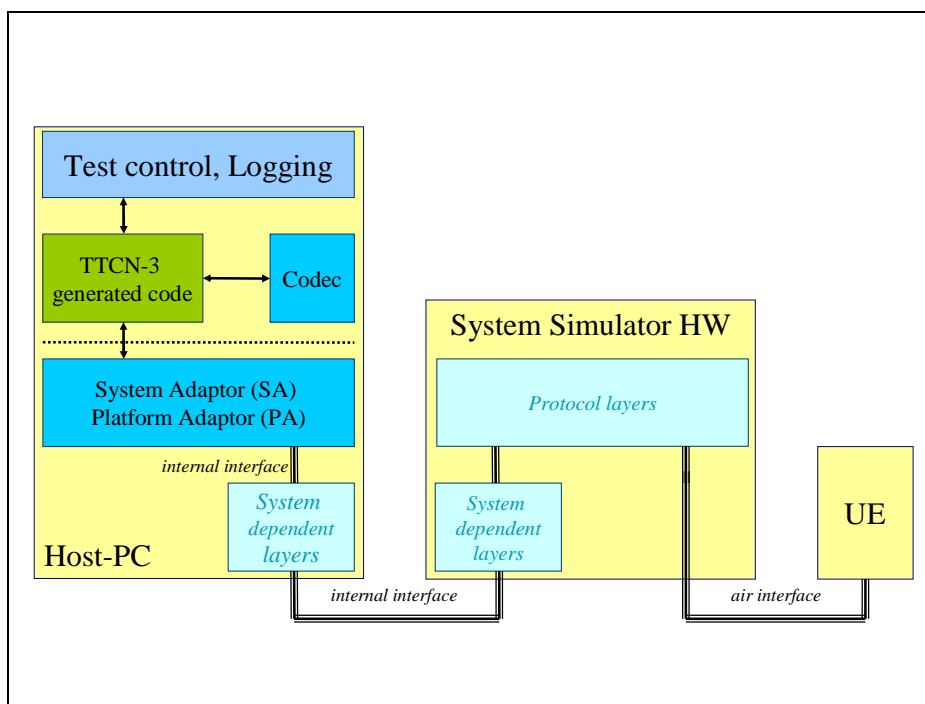 Test control, Logging
TTCN-3
generated code
Codec
System Adaptor (SA)
Platform Adaptor (PA)
internal interface
System
dependent
layers
Host-PC
internal interface
System Simulator HW
Protocol layers
System
dependent
layers
air interface
UE